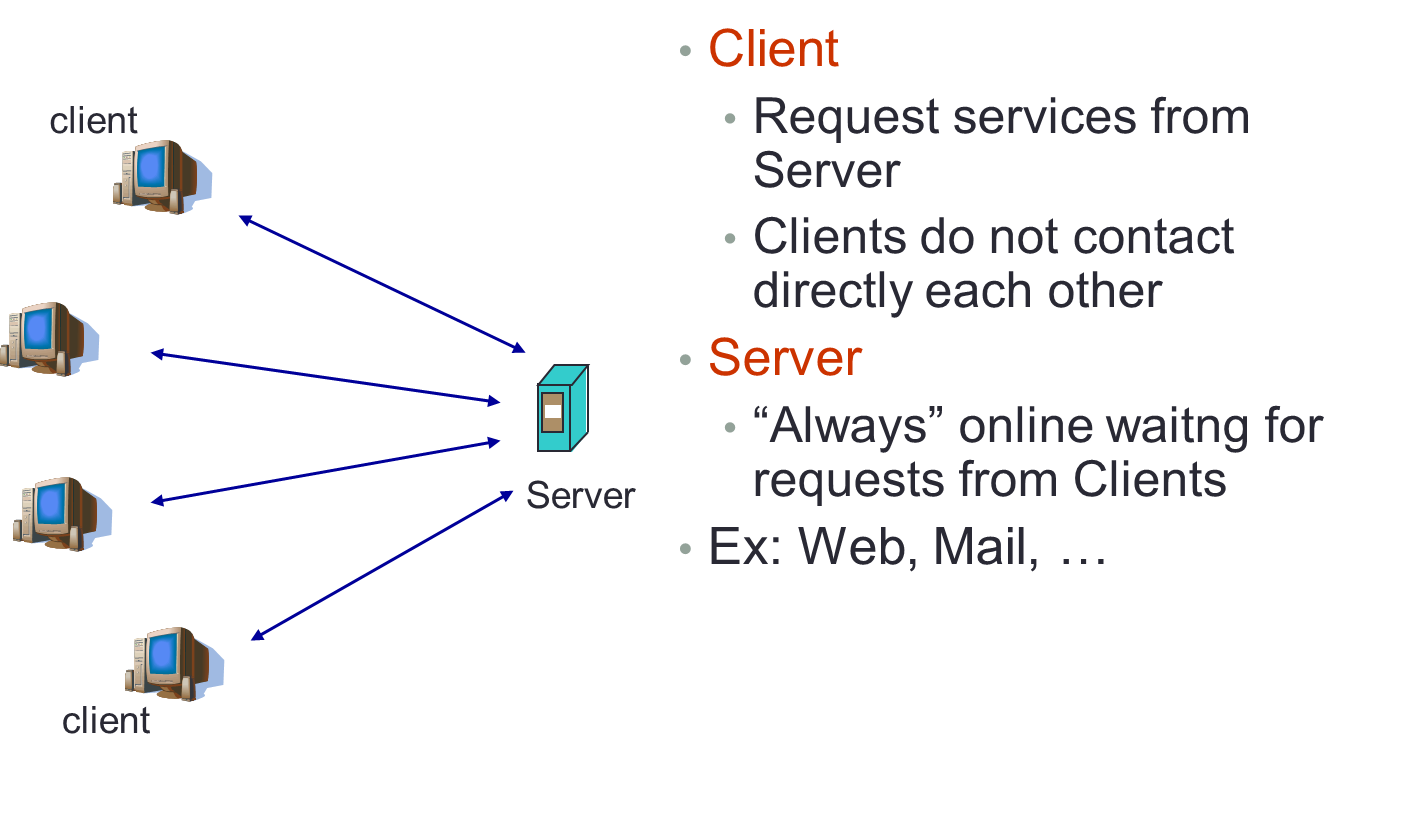 client
Server
client
• Client
• Request services from
Server
• Clients do not contact
directly each other
• Server
• “Always” online waitng for
requests from Clients
• Ex: Web, Mail, …